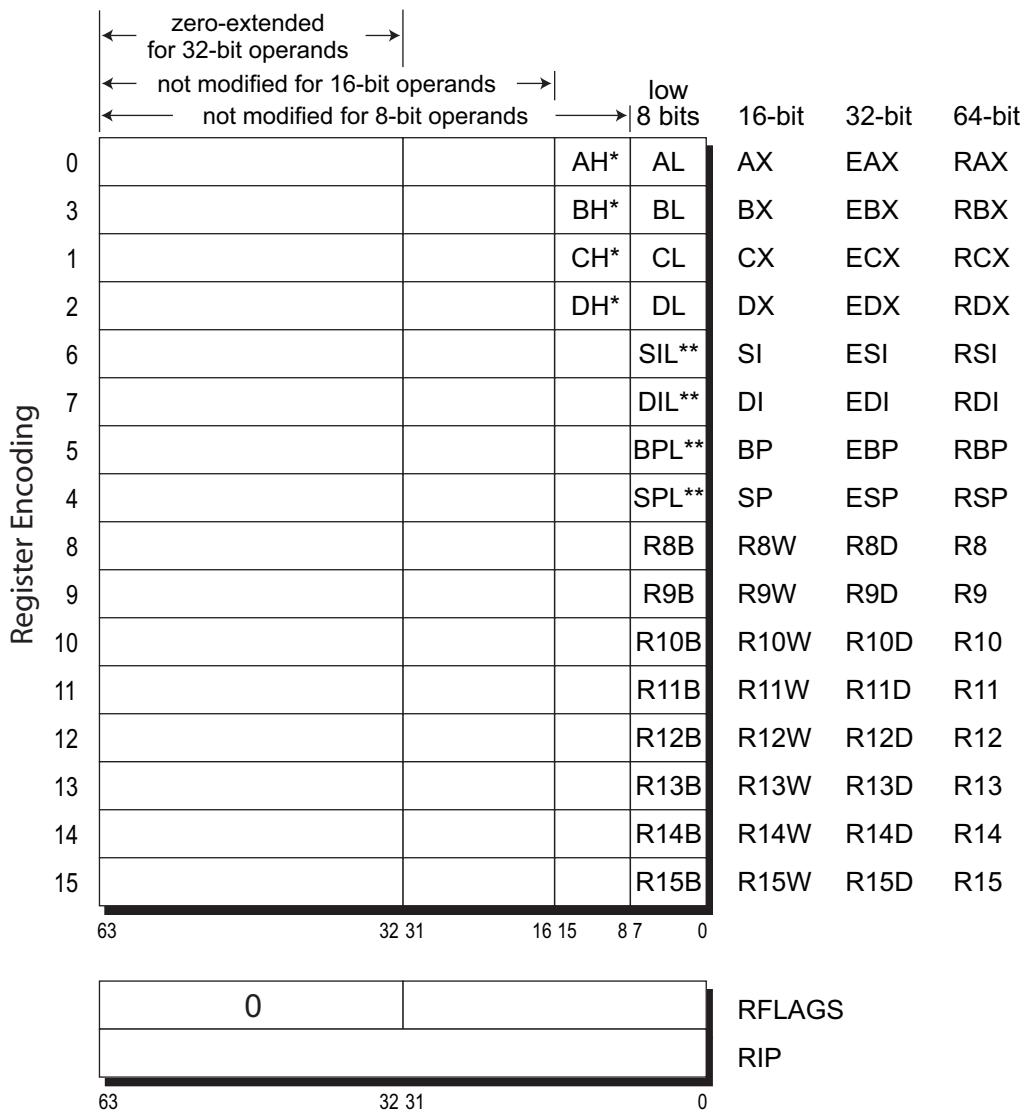 zero-extended
for 32-bit operands
not modified for 16-bit operands
low
not modified for 8-bit operands 8 bits 16-bit 32-bit 64-bit
0 AH* AL AX EAX RAX
3 BH* BL BX EBX RBX
1 CH* CL CX ECX RCX
2 DH* DL DX EDX RDX
6 SIL** SI ESI RSI
7 DIL** DI EDI RDI
5 BPL** BP EBP RBP
4 SPL** SP ESP RSP
8 R8B R8W R8D R8
9 R9B R9W R9D R9
10 R10B R10W R10D R10
11 R11B R11W R11D R11
12 R12B R12W R12D R12
13 R13B R13W R13D R13
14 R14B R14W R14D R14
15 R15B R15W R15D R15
Register Encoding
63 32 31 16 15 8 7 0
0 RFLAGS
RIP
63 32 31 0